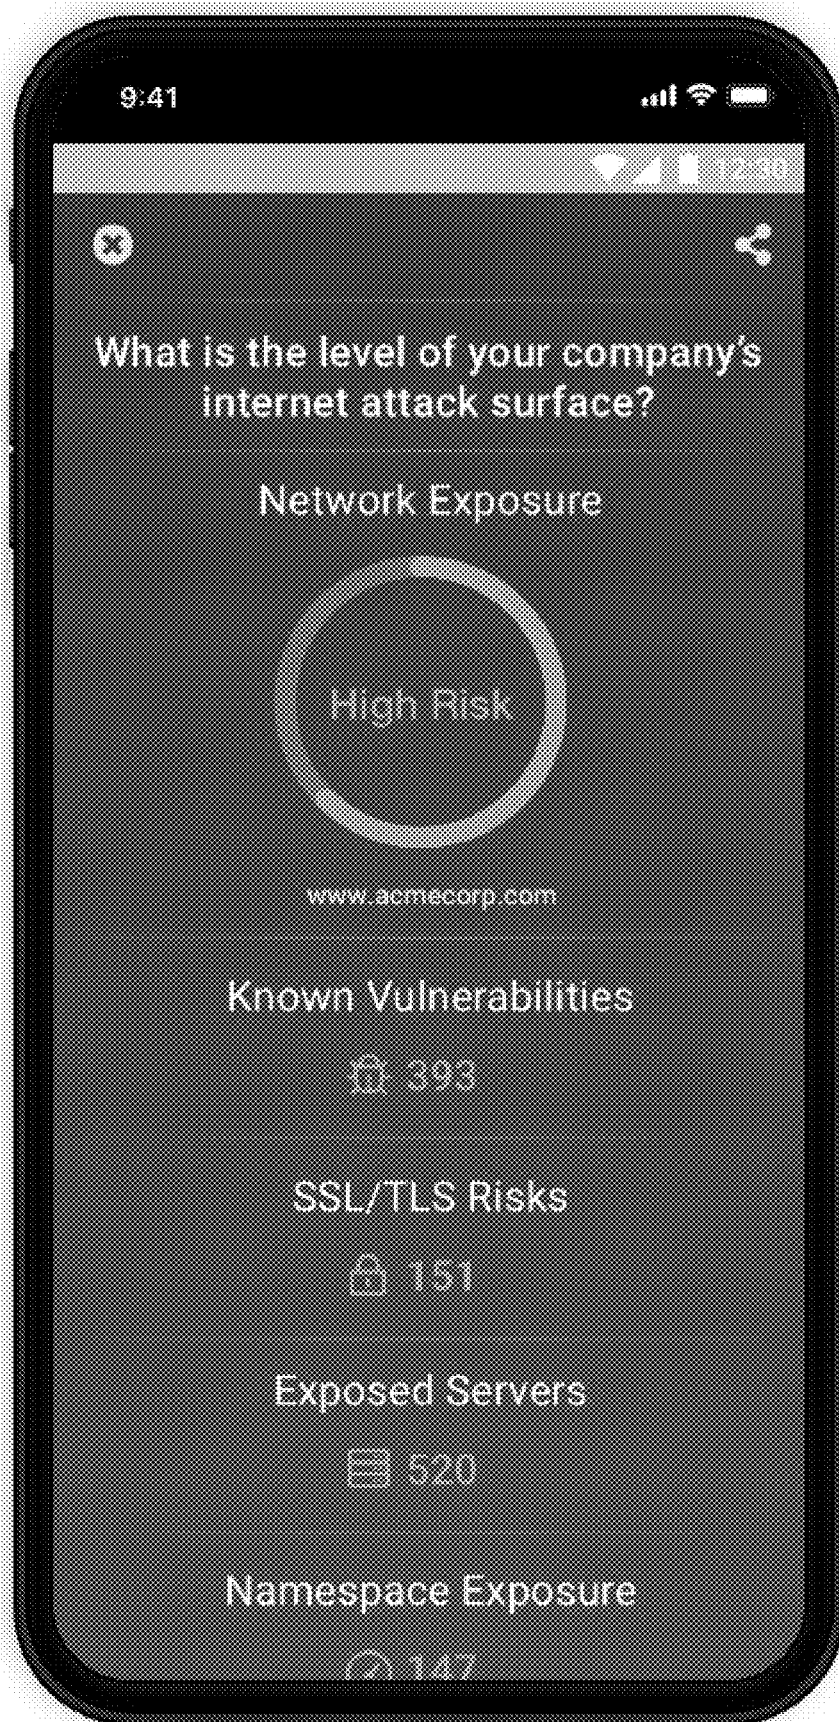 9:41
12:30
What is the level of your company's
internet attack surface?
Network Exposure
High Risk
www.acmecorp.com
Known Vulnerabilities
393
SSL/TLS Risks
151
Exposed Servers
520
Namespace Exposure
147